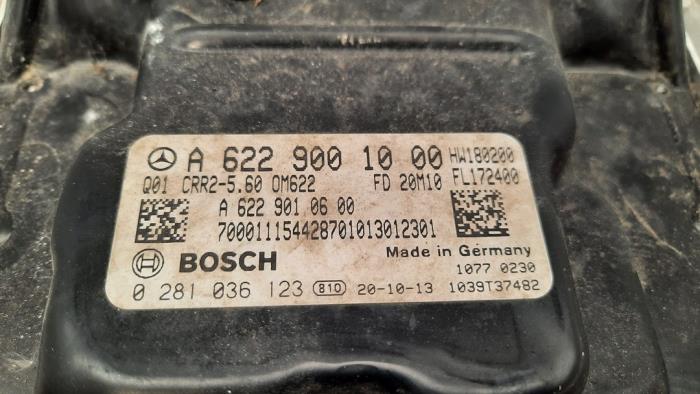 A 622 900 10 00 HW180200
Q01 CRR2-5.60 OM622 FD 20M10 FL172400
A 622 901 06 00
70001115442870101301​2301
Made in Germany
BOSCH 1077 0230
0 281 036 123 810 20-10-13 1039T37482